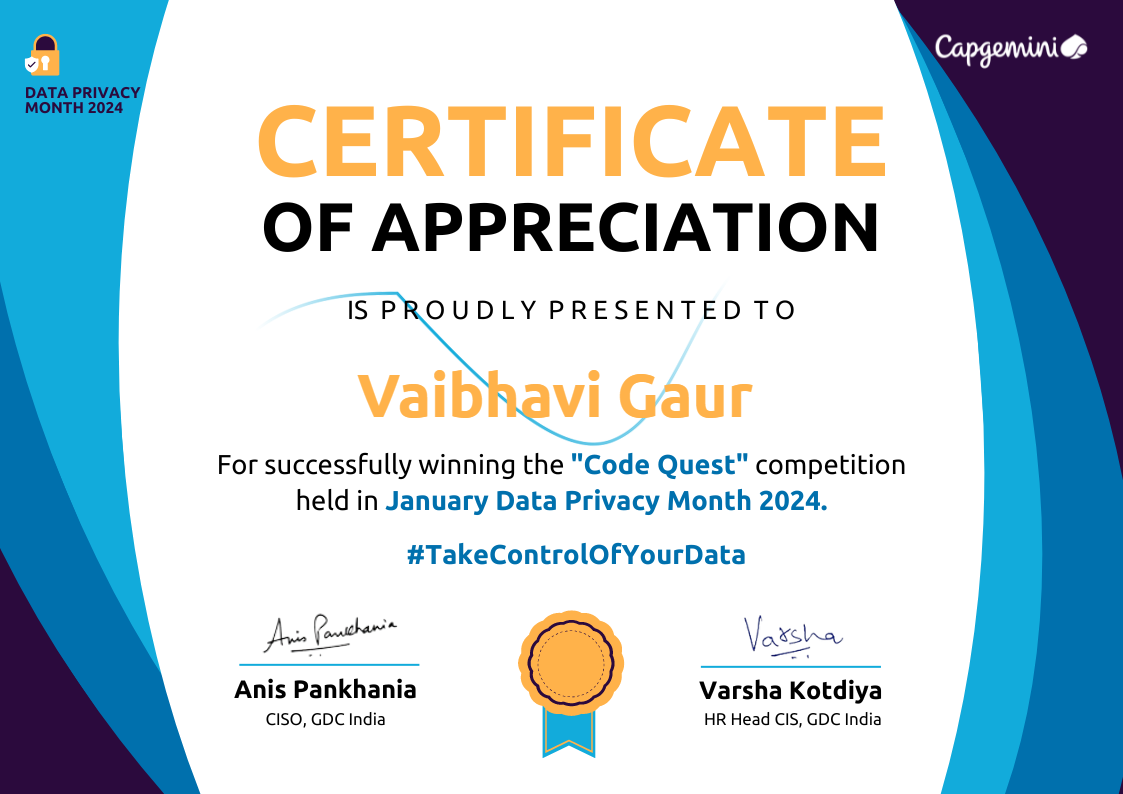 DATA PRIVACY
MONTH 2024
Capgemini
CERTIFICATE
OF APPRECIATION
IS PROUDLY PRESENTED TO
Vaibhavi Gaur
For successfully winning the "Code Quest" competition
held in January Data Privacy Month 2024.
#TakeControlOfYourData
Anis Pankhania
Varsha
Anis Pankhania
Varsha Kotdiya
CISO, GDC India
HR Head CIS, GDC India